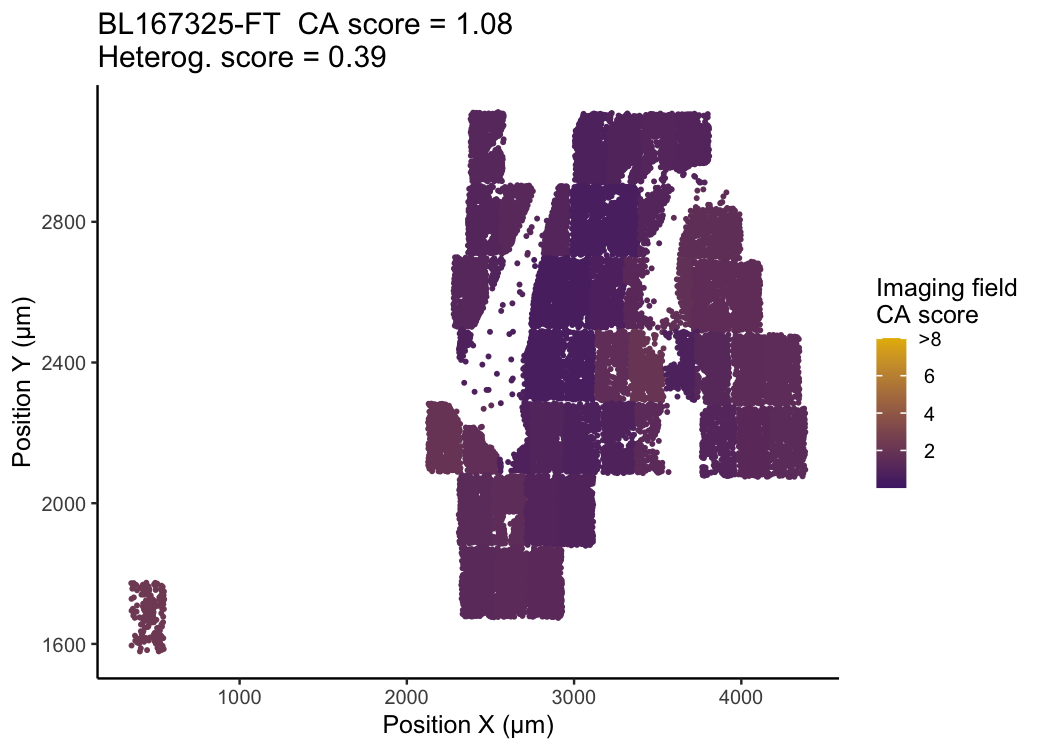 BL167325-FT  CA score = 1.08
Heterog. score = 0.39
Position Y (µm)
2800
2400
2000
1600
1000
2000
3000
4000
Position X (µm)
Imaging field
CA score
>8
6
4
2